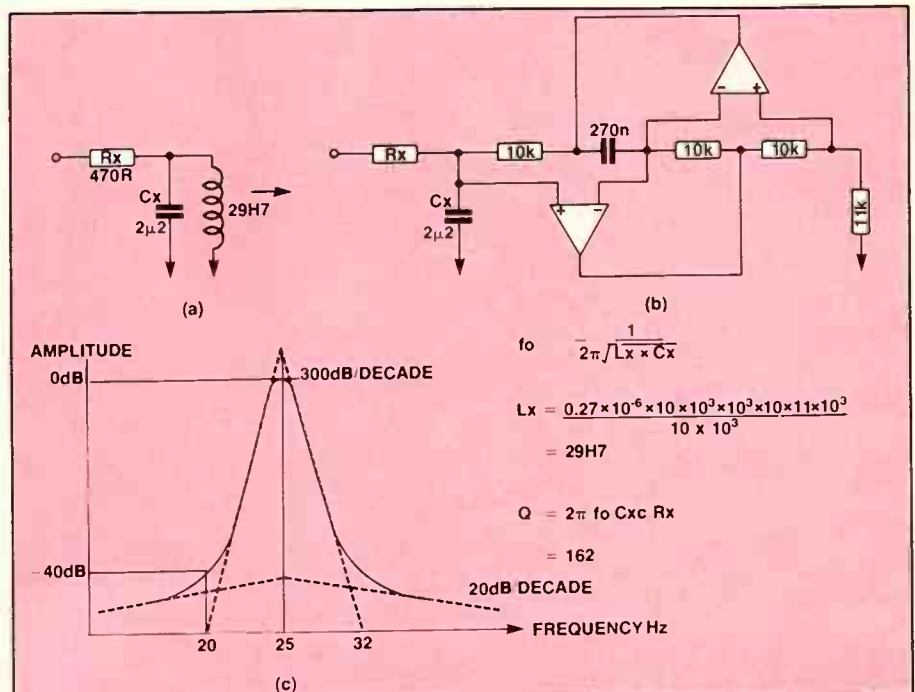 Rx
470R
Cx
2µ2
29H7
(a)
Rx
Cx
2µ2
10k
270n
10k
10k
11k
- +
+ -
(b)
AMPLITUDE
0dB
300dB/DECADE
-40dB
20dB/DECADE
20 25 32
FREQUENCY Hz
(c)
fo = 1
2π√Lx × Cx
Lx = 0.27×10⁻⁶×10×10³×10³×10×11×10³
10 x 10³
= 29H7
Q = 2π fo Cxc Rx
= 162